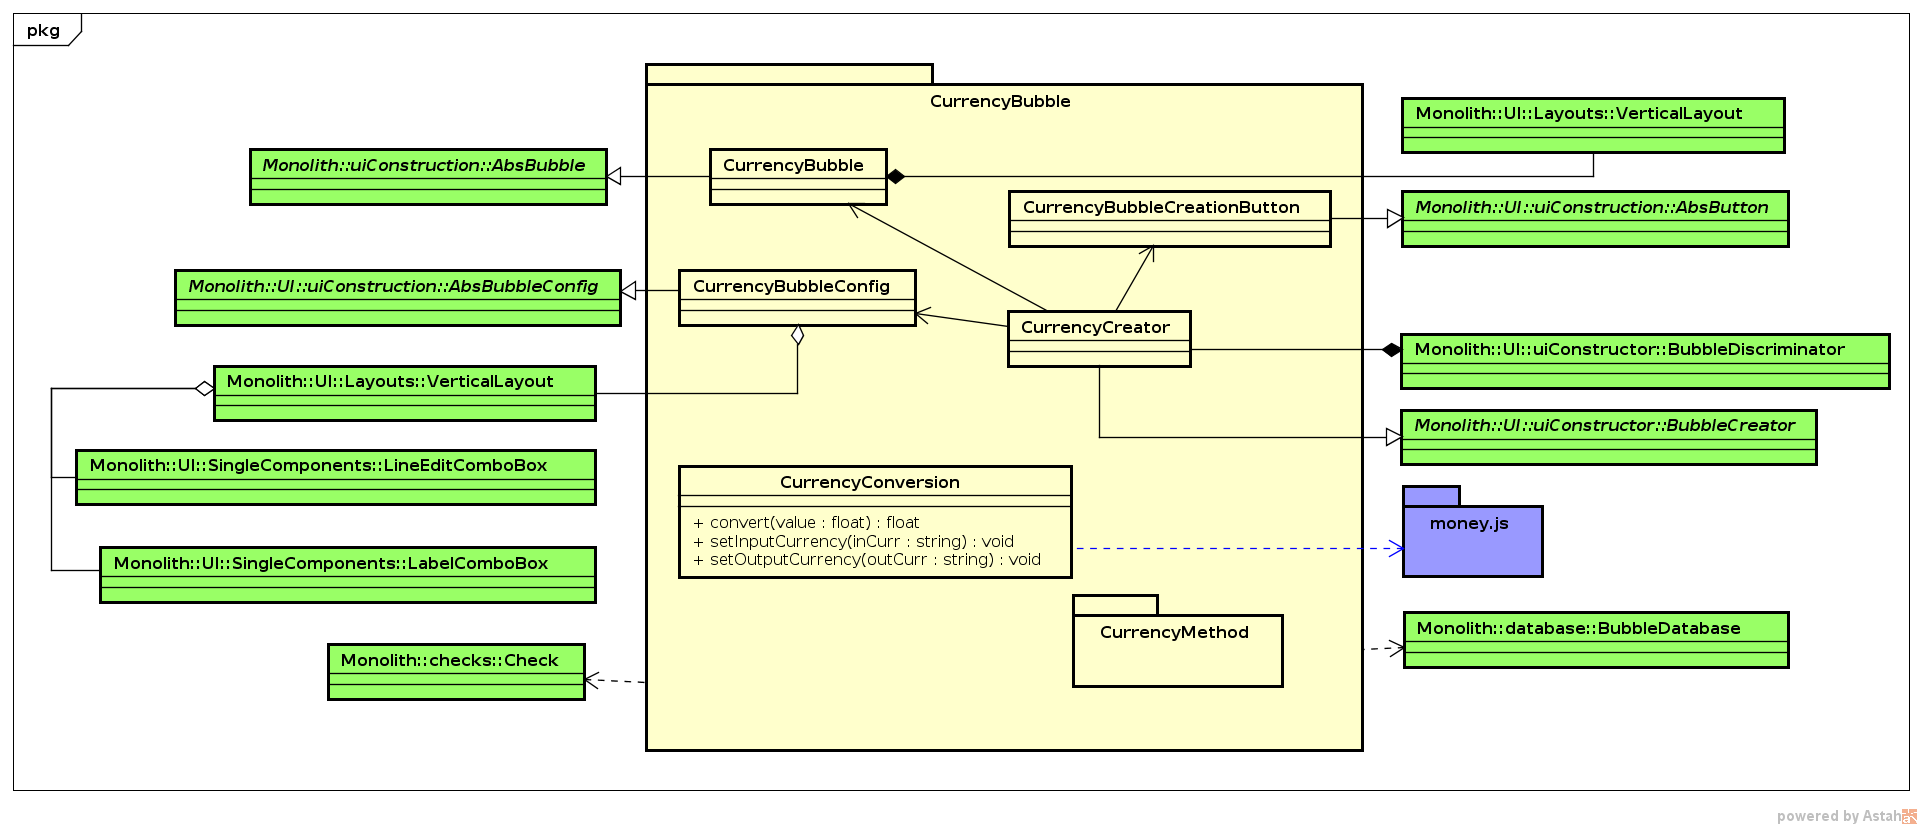 pkg
CurrencyBubble
Monolith::UI::Layouts::VerticalLayout
Monolith::uiConstruction::AbsBubble
CurrencyBubble
CurrencyBubbleCreationButton
Monolith::UI::uiConstruction::AbsButton
Monolith::UI::uiConstruction::AbsBubbleConfig
CurrencyBubbleConfig
CurrencyCreator
Monolith::UI::uiConstructor::BubbleDiscriminator
Monolith::UI::Layouts::VerticalLayout
Monolith::UI::uiConstructor::BubbleCreator
Monolith::UI::SingleComponents::LineEditComboBox
CurrencyConversion
+ convert(value : float) : float
+ setInputCurrency(inCurr : string) : void
+ setOutputCurrency(outCurr : string) : void
money.js
Monolith::UI::SingleComponents::LabelComboBox
CurrencyMethod
Monolith::database::BubbleDatabase
Monolith::checks::Check
powered by Astah